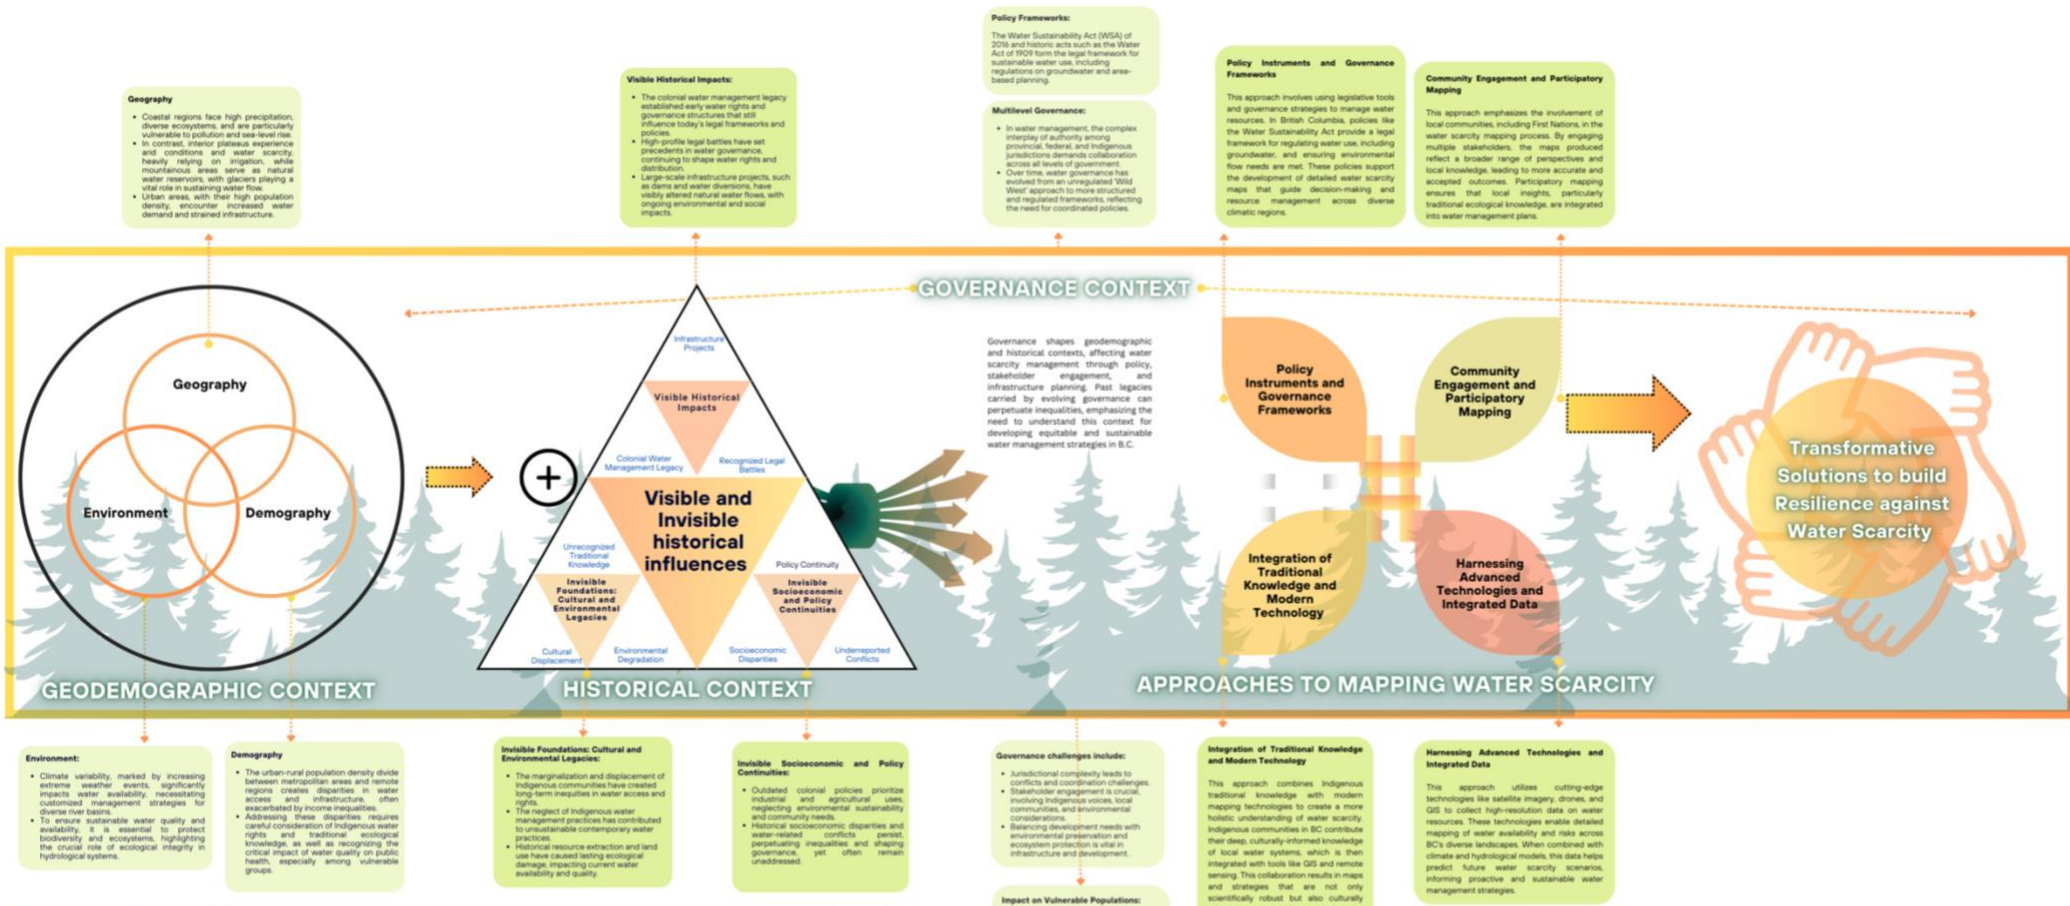 Policy Frameworks:
The Water Sustainability Act (WSA) of
2016 and historic acts such as the Water
Act of 1909 form the legal framework for
sustainable water use, including
regulations on groundwater and area-
based planning.
Multilevel Governance:
• In water management, the complex
interplay of authority among
provincial, federal, and Indigenous
jurisdictions demands collaboration
across all levels of government.
• Over time, water governance has
evolved from an unregulated 'Wild
West' approach to more structured
and regulated frameworks, reflecting
the need for coordinated policies.
Geography
• Coastal regions face high precipitation,
diverse ecosystems, and are particularly
vulnerable to pollution and sea-level rise.
• In contrast, interior plateaus experience
arid conditions and water scarcity,
heavily relying on irrigation, while
mountainous areas serve as natural
water reservoirs, with glaciers playing a
vital role in sustaining water flow.
• Urban areas, with their high population
density, encounter increased water
demand and strained infrastructure.
Visible Historical Impacts:
• The colonial water management legacy
established early water rights and
governance structures that still
influence today's legal frameworks and
policies.
• High-profile legal battles have set
precedents in water governance,
continuing to shape water rights and
distribution.
• Large-scale infrastructure projects, such
as dams and water diversions, have
visibly altered natural water flows, with
ongoing environmental and social
impacts.
Policy Instruments and Governance
Frameworks
This approach involves using legislative tools
and governance strategies to manage water
resources. In British Columbia, policies like
the Water Sustainability Act provide a legal
framework for regulating water use, including
groundwater, and ensuring environmental
flow needs are met. These policies support
the development of detailed water scarcity
maps that guide decision-making and
resource management across diverse
climatic regions.
Community Engagement and Participatory
Mapping
This approach emphasizes the involvement of
local communities, including First Nations, in the
water scarcity mapping process. By engaging
multiple stakeholders, the maps produced
reflect a broader range of perspectives and
local knowledge, leading to more accurate and
accepted outcomes. Participatory mapping
ensures that local insights, particularly
traditional ecological knowledge, are integrated
into water management plans.
GOVERNANCE CONTEXT
Governance shapes geodemographic
and historical contexts, affecting water
scarcity management through policy,
stakeholder engagement, and
infrastructure planning. Past legacies
carried by evolving governance can
perpetuate inequalities, emphasizing the
need to understand this context for
developing equitable and sustainable
water management strategies in B.C.
Geography
Environment
Demography
GEODEMOGRAPHIC CONTEXT
Infrastructure
Projects
Visible Historical
Impacts
Colonial Water
Management Legacy
Recognized Legal
Battles
Visible and
Invisible
historical
influences
Unrecognized
Traditional
Knowledge
Invisible
Foundations:
Cultural and
Environmental
Legacies
Policy Continuity
Invisible
Socioeconomic
and Policy
Continuities
Cultural
Displacement
Environmental
Degradation
Socioeconomic
Disparities
Underreported
Conflicts
HISTORICAL CONTEXT
Policy
Instruments and
Governance
Frameworks
Community
Engagement and
Participatory
Mapping
Integration of
Traditional
Knowledge and
Modern
Technology
Harnessing
Advanced
Technologies and
Integrated Data
APPROACHES TO MAPPING WATER SCARCITY
Transformative
Solutions to build
Resilience against
Water Scarcity
Environment:
• Climate variability, marked by increasing
extreme weather events, significantly
impacts water availability, necessitating
customized management strategies for
diverse river basins.
• To ensure sustainable water quality and
availability, it is essential to protect
biodiversity and ecosystems, highlighting
the crucial role of ecological integrity in
hydrological systems.
Demography
• The urban-rural population density divide
between metropolitan areas and remote
regions creates disparities in water
access and infrastructure, often
exacerbated by income inequalities.
• Addressing these disparities requires
careful consideration of Indigenous water
rights and traditional ecological
knowledge, as well as recognizing the
critical impact of water quality on public
health, especially among vulnerable
groups.
Invisible Foundations: Cultural and
Environmental Legacies:
• The marginalization and displacement of
Indigenous communities have created
long-term inequities in water access and
rights.
• The neglect of Indigenous water
management practices has contributed
to unsustainable contemporary water
practices.
• Historical resource extraction and land
use have caused lasting ecological
damage, impacting current water
availability and quality.
Invisible Socioeconomic and Policy
Continuities:
• Outdated colonial policies prioritize
industrial and agricultural uses,
neglecting environmental sustainability
and community needs.
• Historical socioeconomic disparities and
water-related conflicts persist,
perpetuating inequalities and shaping
governance, yet often remain
unaddressed.
Governance challenges include:
• Jurisdictional complexity leads to
conflicts and coordination challenges.
• Stakeholder engagement is crucial,
involving Indigenous voices, local
communities, and environmental
considerations.
• Balancing development needs with
environmental preservation and
ecosystem protection is vital in
infrastructure and development.
Impact on Vulnerable Populations:
Integration of Traditional Knowledge
and Modern Technology
This approach combines Indigenous
traditional knowledge with modern
mapping technologies to create a more
holistic understanding of water scarcity.
Indigenous communities in BC contribute
their deep, culturally-informed knowledge
of local water systems, which is then
integrated with tools like GIS and remote
sensing. This collaboration results in maps
and strategies that are not only
scientifically robust but also culturally
Harnessing Advanced Technologies and
Integrated Data
This approach utilizes cutting-edge
technologies like satellite imagery, drones, and
GIS to collect high-resolution data on water
resources. These technologies enable detailed
mapping of water availability and risks across
BC's diverse landscapes. When combined with
climate and hydrological models, this data helps
predict future water scarcity scenarios,
informing proactive and sustainable water
management strategies.